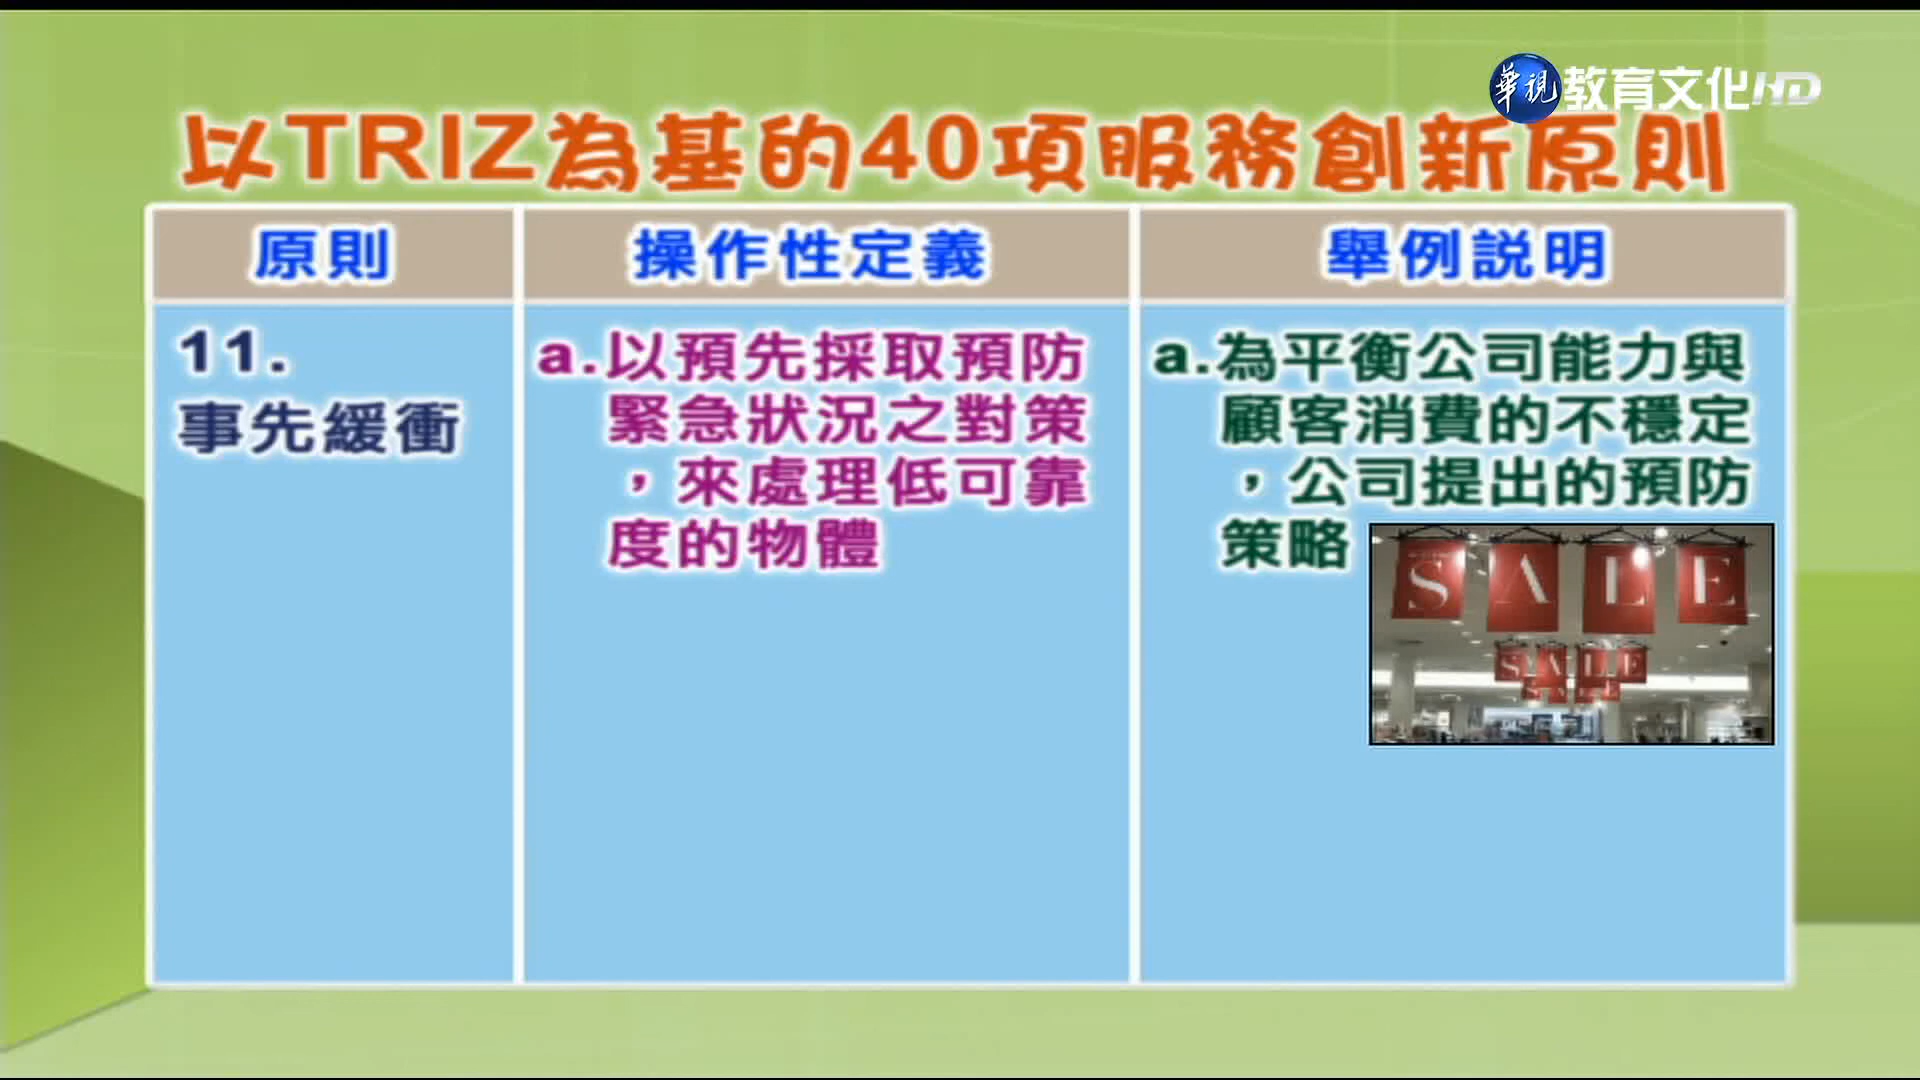 華視 教育文化HD
以TRIZ為基的40項服務創新原則
原則
操作性定義
舉例説明
11.
事先緩衝
a.以預先採取預防
緊急狀況之對策
，來處理低可靠
度的物體
a.為平衡公司能力與
顧客消費的不穩定
，公司提出的預防
策略
SALE
SALE
SALE